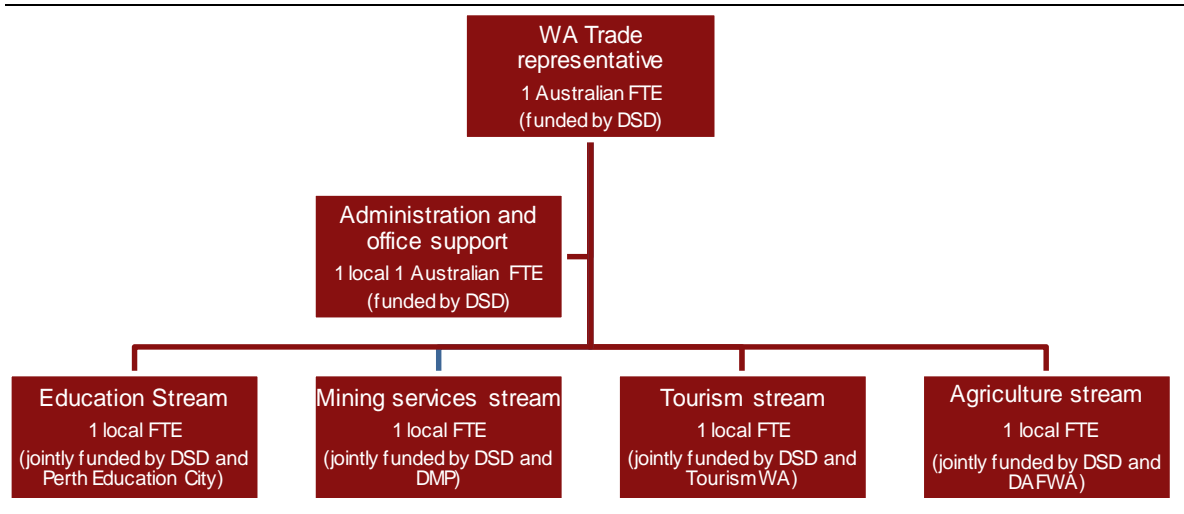 WA Trade
representative
1 Australian FTE
(funded by DSD)
Administration and
office support
1 local 1 Australian FTE
(funded by DSD)
Education Stream
1 local FTE
(jointly funded by DSD and
Perth Education City)
Mining services stream
1 local FTE
(jointly funded by DSD and
DMP)
Tourism stream
1 local FTE
(jointly funded by DSD and
Tourism WA)
Agriculture stream
1 local FTE
(jointly funded by DSD and
DAFWA)